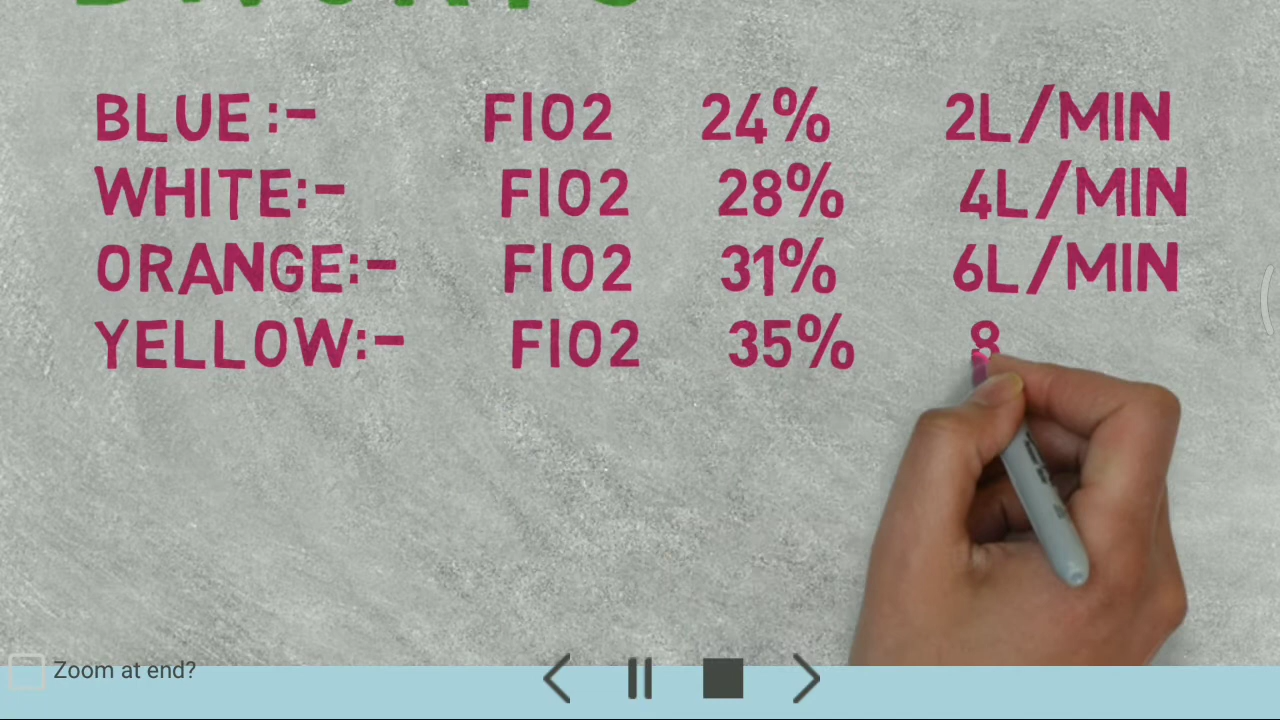 BLUE :- FIO2 24% 2L/MIN
WHITE:- FIO2 28% 4L/MIN
ORANGE:- FIO2 31% 6L/MIN
YELLOW:- FIO2 35% 8
Zoom at end?